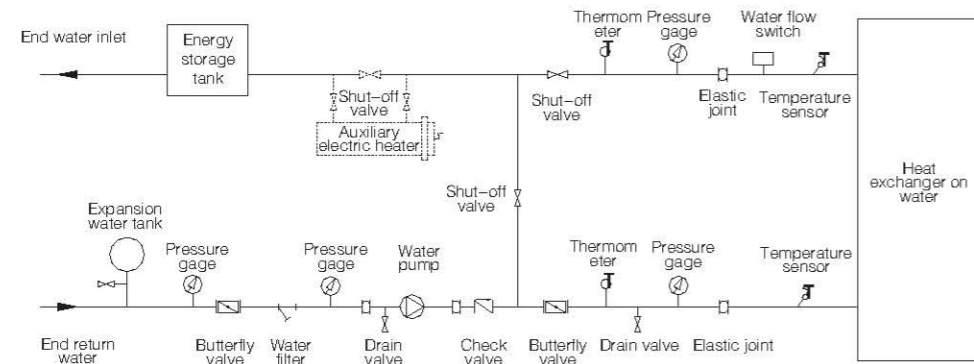 Thermom
eter
Pressure
gage
Water flow
switch
End water inlet
Energy
storage
tank
Shut-off
valve
Auxiliary
electric heater
Shut-off
valve
Elastic
joint
Temperature
sensor
Heat
exchanger on
water
Shut-off
valve
Expansion
water tank
Pressure
gage
Pressure
gage
Water
pump
Thermom
eter
Pressure
gage
Temperature
sensor
End return
water
Butterfly
valve
Water
filter
Drain
valve
Check
valve
Butterfly
valve
Drain valve
Elastic joint